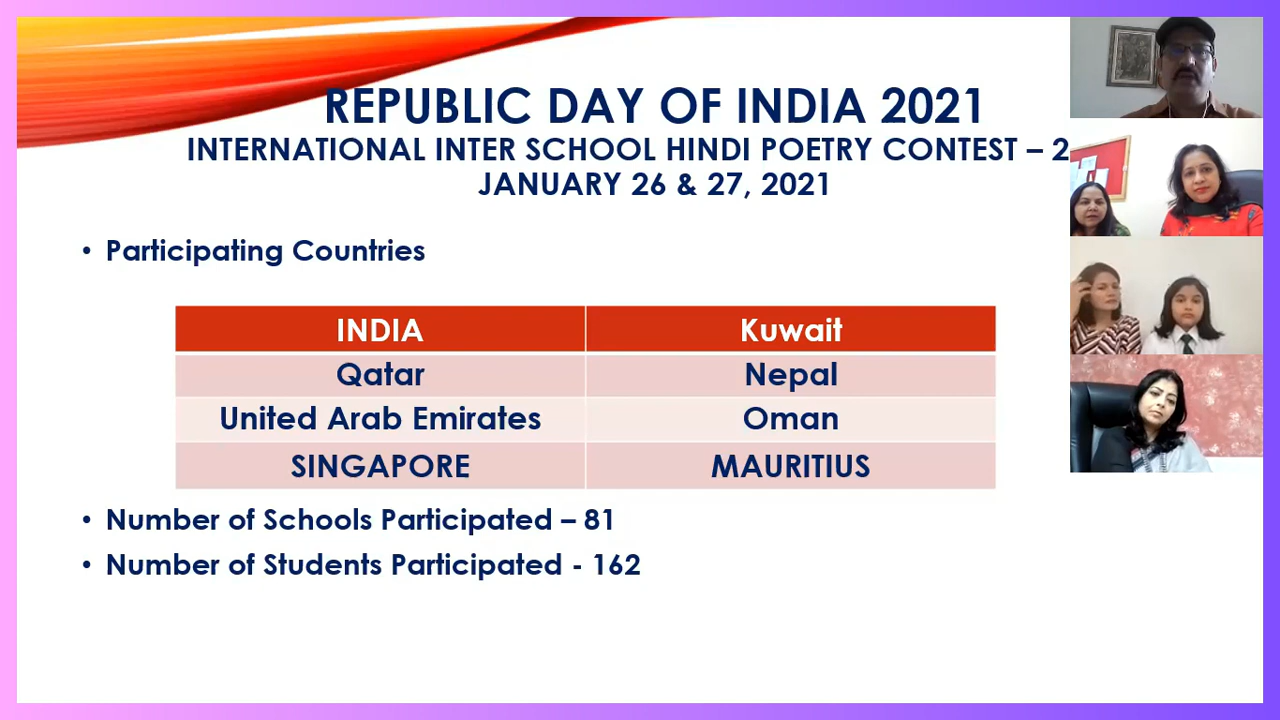 REPUBLIC DAY OF INDIA 2021
INTERNATIONAL INTER SCHOOL HINDI POETRY CONTEST – 2
JANUARY 26 & 27, 2021
• Participating Countries
INDIA Kuwait
Qatar Nepal
United Arab Emirates Oman
SINGAPORE MAURITIUS
• Number of Schools Participated – 81
• Number of Students Participated - 162